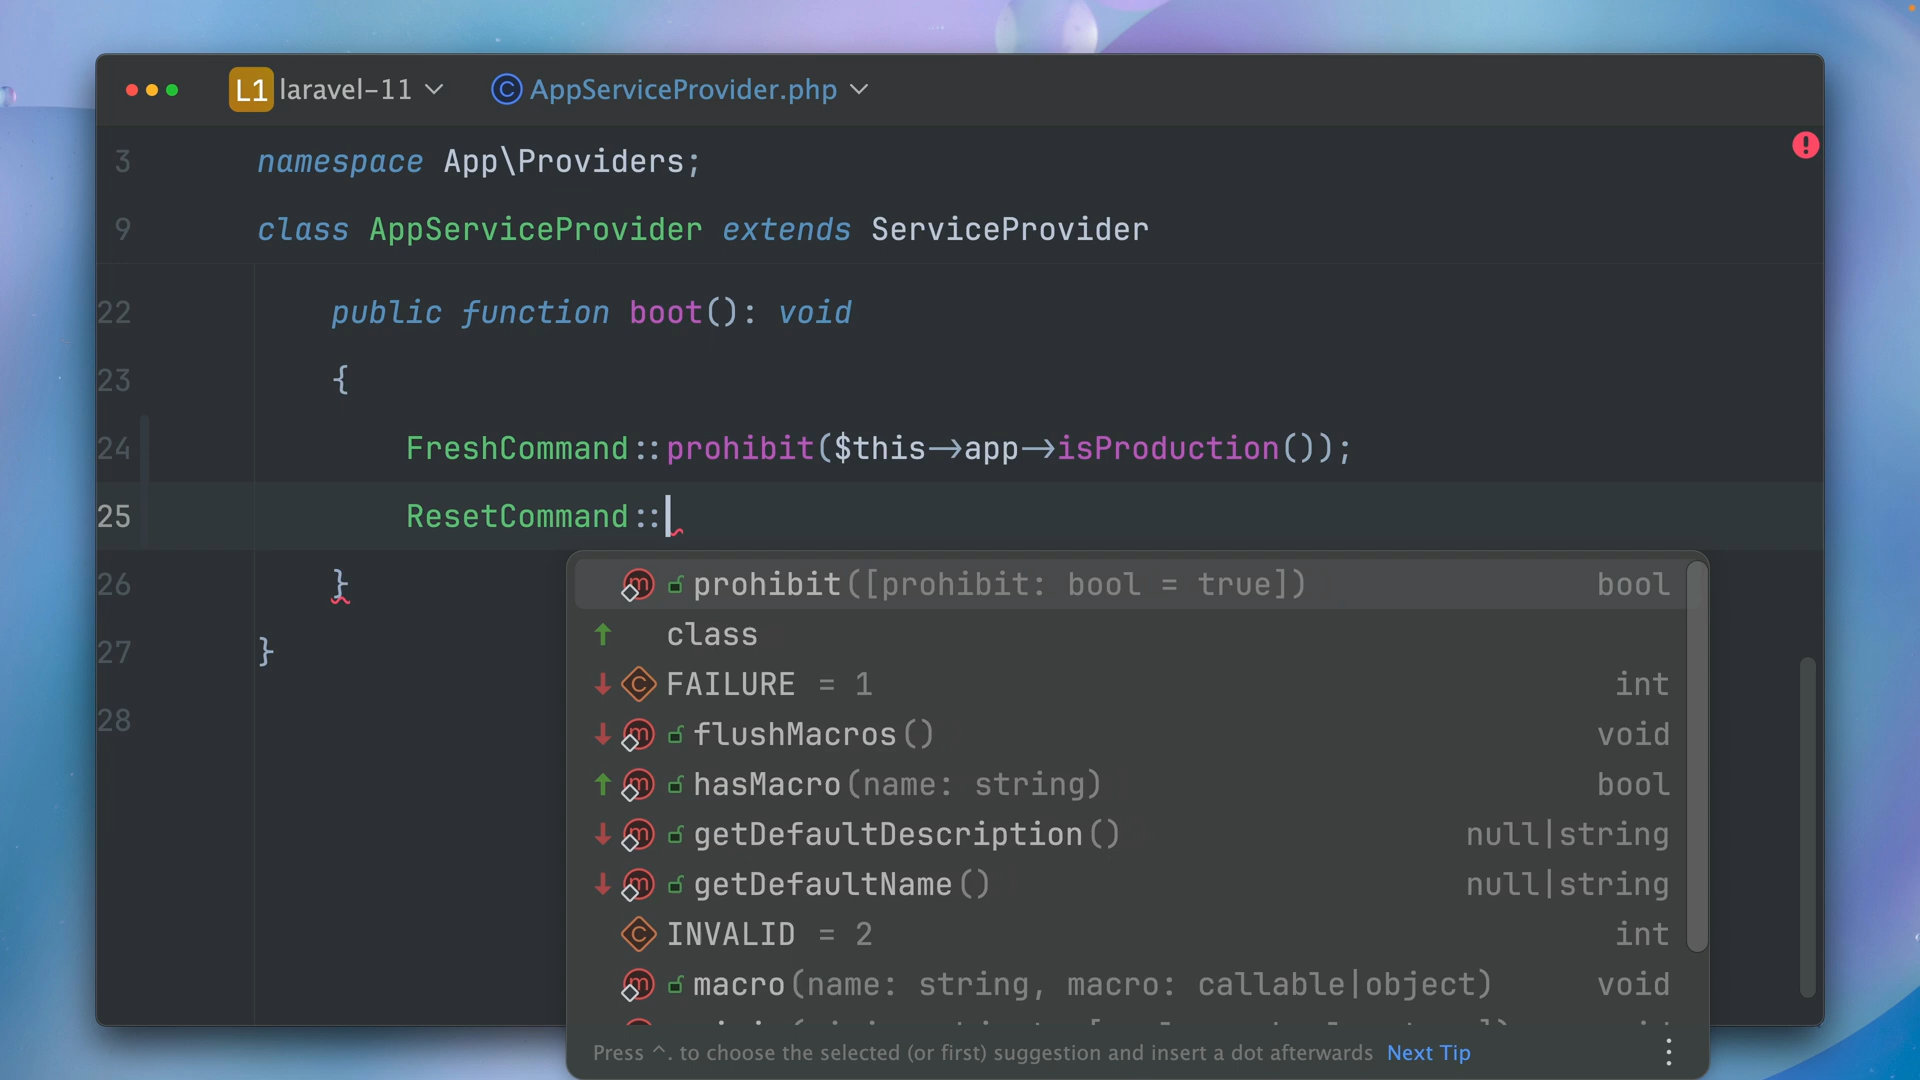 L1 laravel-11 AppServiceProvider.php
3 namespace App\Providers;
9 class AppServiceProvider extends ServiceProvider
22 public function boot(): void
23 {
24 FreshCommand::prohibit($this->app->isProduction());
25 ResetCommand::
26 }
27 }
28
prohibit([prohibit: bool = true]) bool
class
FAILURE = 1 int
flushMacros() void
hasMacro(name: string) bool
getDefaultDescription() null|string
getDefaultName() null|string
INVALID = 2 int
macro(name: string, macro: callable|object) void
Press ^. to choose the selected (or first) suggestion and insert a dot afterwards Next Tip